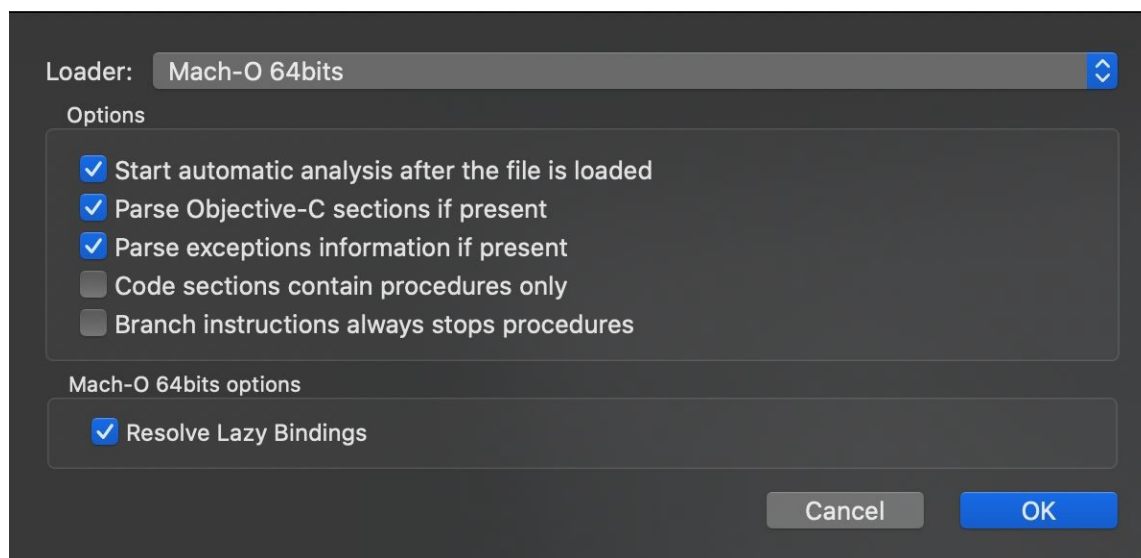 Loader: Mach-O 64bits
Options
Start automatic analysis after the file is loaded
Parse Objective-C sections if present
Parse exceptions information if present
Code sections contain procedures only
Branch instructions always stops procedures
Mach-O 64bits options
Resolve Lazy Bindings
Cancel OK